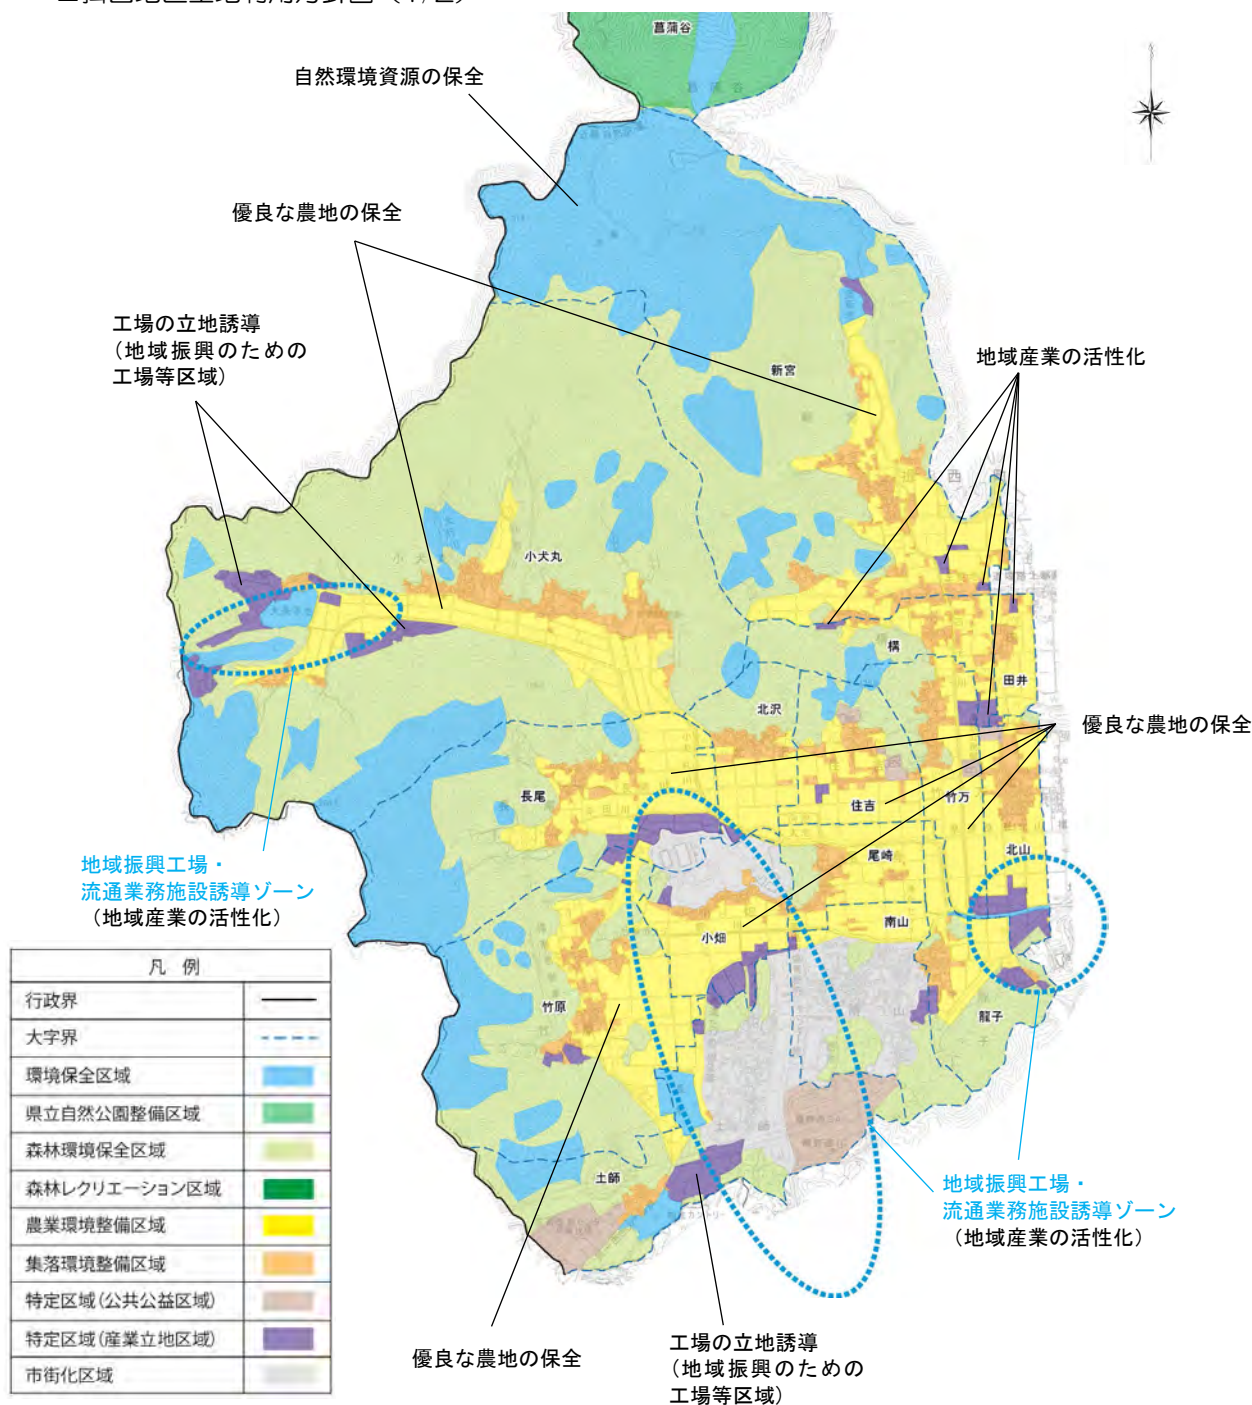 菖蒲谷
自然環境資源の保全
優良な農地の保全
工場の立地誘導
(地域振興のための
工場等区域)
新宮
地域産業の活性化
小犬丸
構
田井
北沢
優良な農地の保全
長尾
住吉
竹万
尾崎
北山
地域振興工場・
流通業務施設誘導ゾーン
(地域産業の活性化)
南山
小畑
竹原
龍子
土師
地域振興工場・
流通業務施設誘導ゾーン
(地域産業の活性化)
優良な農地の保全
工場の立地誘導
(地域振興のための
工場等区域)
凡 例
行政界
大字界
環境保全区域
県立自然公園整備区域
森林環境保全区域
森林レクリエーション区域
農業環境整備区域
集落環境整備区域
特定区域(公共公益区域)
特定区域(産業立地区域)
市街化区域